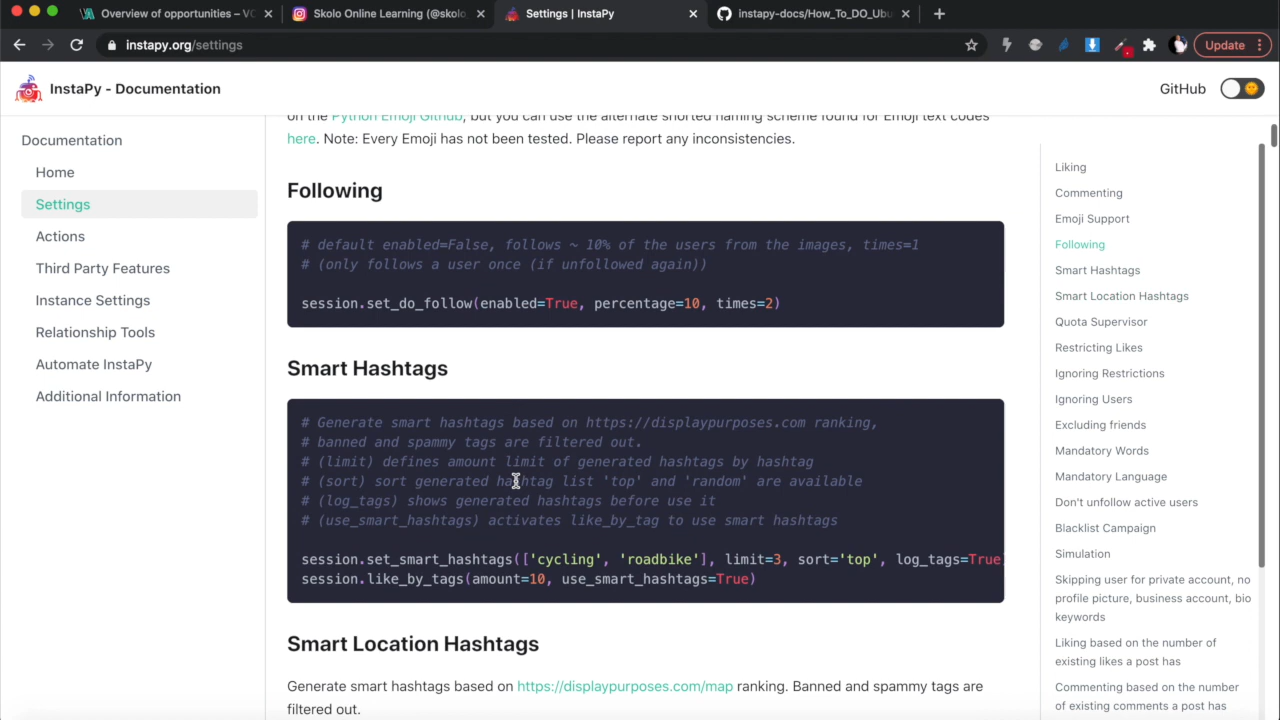 Overview of opportunities – VC
Skolo Online Learning (@skolo
Settings | InstaPy
instapy-docs/How_To_DO_Ubu
instapy.org/settings
Update
InstaPy - Documentation
GitHub
Documentation
Home
Settings
Actions
Third Party Features
Instance Settings
Relationship Tools
Automate InstaPy
Additional Information
on the Python Emoji Github, but you can use the alternate shorted naming scheme found for Emoji text codes
here. Note: Every Emoji has not been tested. Please report any inconsistencies.
Following
# default enabled=False, follows ~ 10% of the users from the images, times=1
# (only follows a user once (if unfollowed again))
session.set_do_follow(enabled=True, percentage=10, times=2)
Smart Hashtags
# Generate smart hashtags based on https://displaypurposes.com ranking,
# banned and spammy tags are filtered out.
# (limit) defines amount limit of generated hashtags by hashtag
# (sort) sort generated hashtag list 'top' and 'random' are available
# (log_tags) shows generated hashtags before use it
# (use_smart_hashtags) activates like_by_tag to use smart hashtags
session.set_smart_hashtags(['cycling', 'roadbike'], limit=3, sort='top', log_tags=True)
session.like_by_tags(amount=10, use_smart_hashtags=True)
Smart Location Hashtags
Generate smart hashtags based on https://displaypurposes.com/map ranking. Banned and spammy tags are
filtered out.
Liking
Commenting
Emoji Support
Following
Smart Hashtags
Smart Location Hashtags
Quota Supervisor
Restricting Likes
Ignoring Restrictions
Ignoring Users
Excluding friends
Mandatory Words
Mandatory Language
Don't unfollow active users
Blacklist Campaign
Simulation
Skipping user for private account, no
profile picture, business account, bio
keywords
Liking based on the number of
existing likes a post has
Commenting based on the number
of existing comments a post has